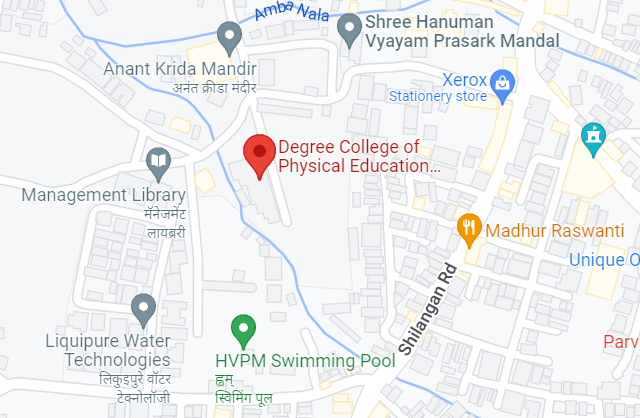 Amba Nala
Shree Hanuman
Vyayam Prasark Mandal
Anant Krida Mandir
अनंत क्रीडा मंदीर
Xerox
Stationery store
Degree College of
Physical Education...
Management Library
मॅनेजमेंट
लायब्ररी
Madhur Raswanti
Unique O
Shilangan Rd
Liquipure Water
Technologies
लिकुइपुरे वॉटर
टेक्नोलॉजी
HVPM Swimming Pool
ह्वम्
स्विमिंग पूल
Parv